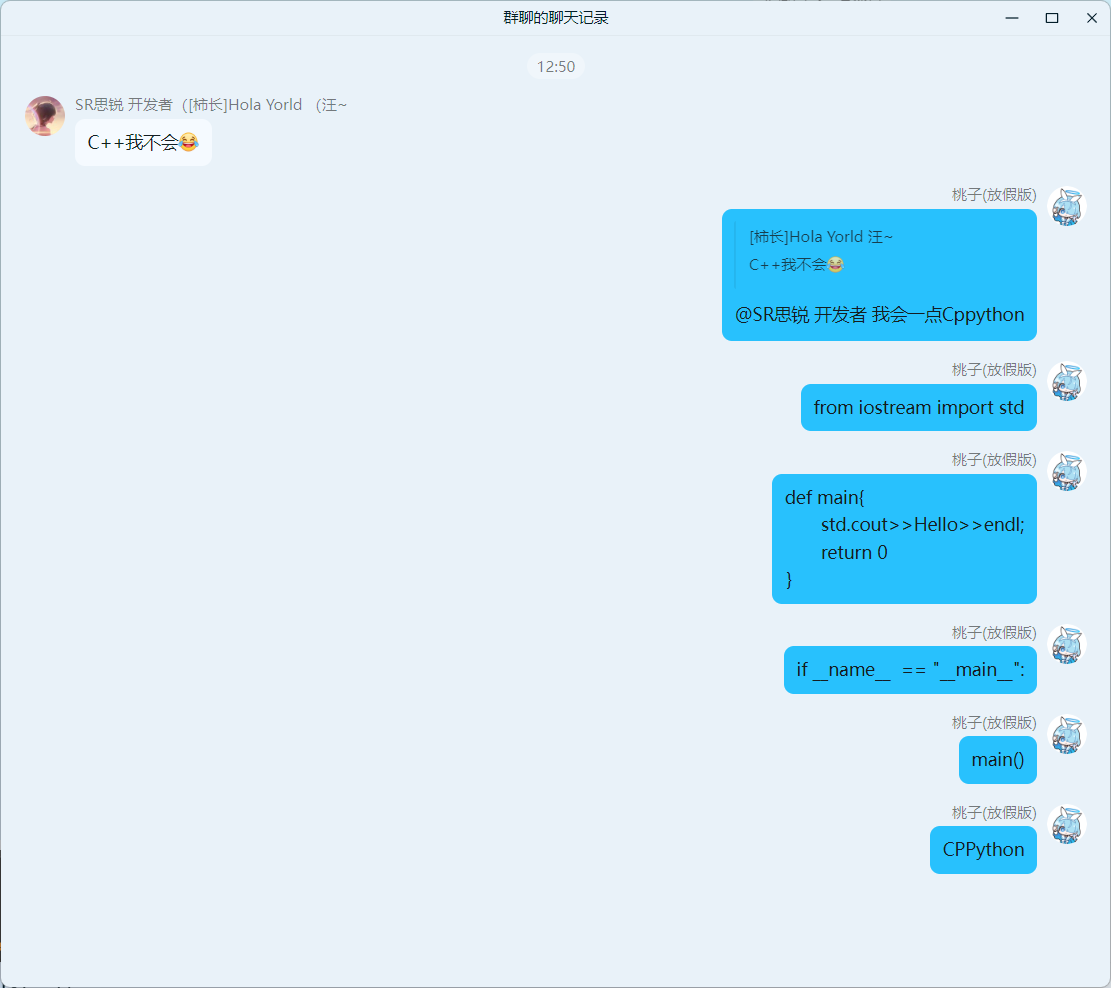 群聊的聊天记录
12:50
SR思锐 开发者（[柿长]Hola Yorld （汪~
C++我不会😂
桃子(放假版)
[柿长]Hola Yorld 汪~
C++我不会😂
@SR思锐 开发者 我会一点Cppython
桃子(放假版)
from iostream import std
桃子(放假版)
def main{
std.cout>>Hello>>endl;
return 0
}
桃子(放假版)
if __name__ == "__main__":
桃子(放假版)
main()
桃子(放假版)
CPPython